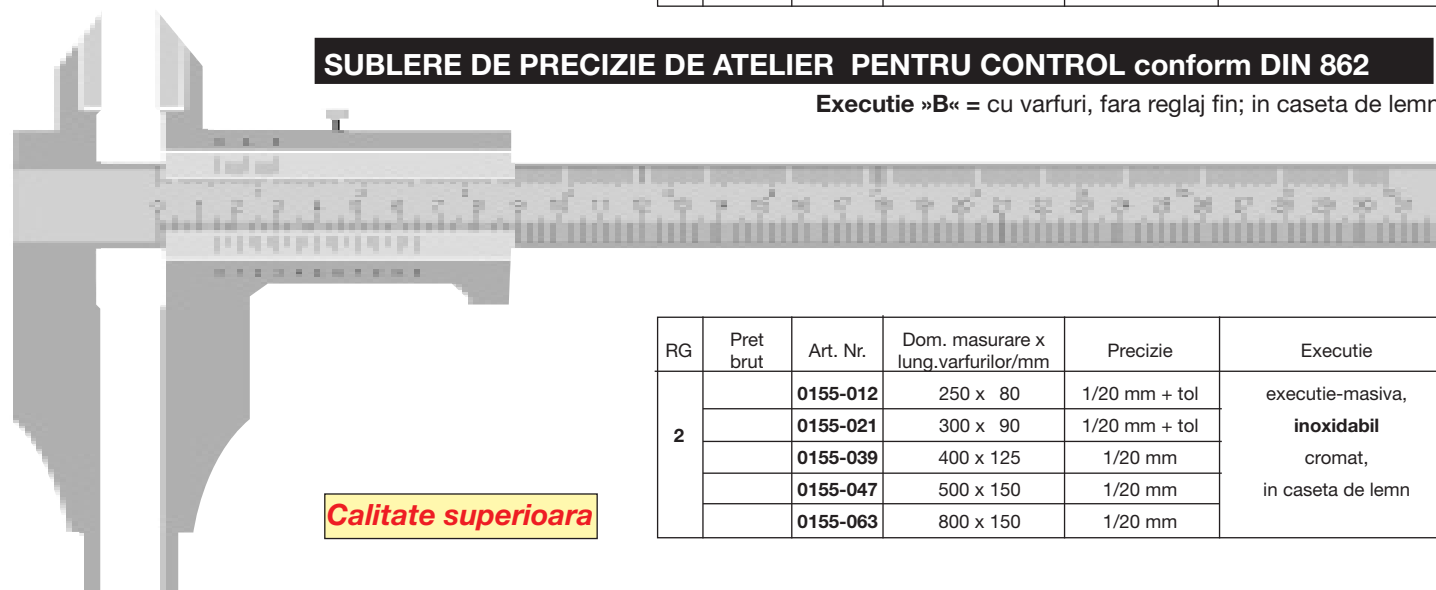 SUBLERE DE PRECIZIE DE ATELIER PENTRU CONTROL conform DIN 862
Executie »B« = cu varfuri, fara reglaj fin; in caseta de lemn
RG Pret brut Art. Nr. Dom. masurare x lung.varfurilor/mm Precizie Executie
2
0155-012 250 x 80 1/20 mm + tol executie-masiva,
0155-021 300 x 90 1/20 mm + tol inoxidabil
0155-039 400 x 125 1/20 mm cromat,
0155-047 500 x 150 1/20 mm in caseta de lemn
0155-063 800 x 150 1/20 mm
Calitate superioara